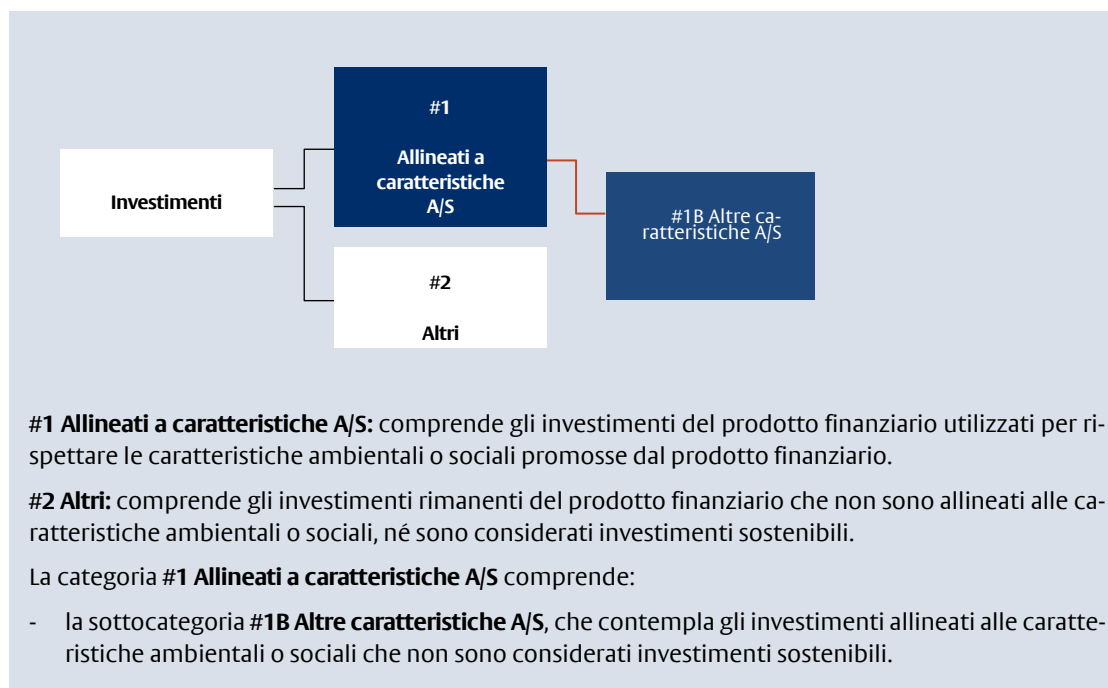 #1
Allineati a
caratteristiche
A/S
Investimenti
#1B Altre ca-
ratteristiche A/S
#2
Altri
#1 Allineati a caratteristiche A/S: comprende gli investimenti del prodotto finanziario utilizzati per ri-
spettare le caratteristiche ambientali o sociali promosse dal prodotto finanziario.
#2 Altri: comprende gli investimenti rimanenti del prodotto finanziario che non sono allineati alle ca-
ratteristiche ambientali o sociali, né sono considerati investimenti sostenibili.
La categoria #1 Allineati a caratteristiche A/S comprende:
- la sottocategoria #1B Altre caratteristiche A/S, che contempla gli investimenti allineati alle caratte-
ristiche ambientali o sociali che non sono considerati investimenti sostenibili.